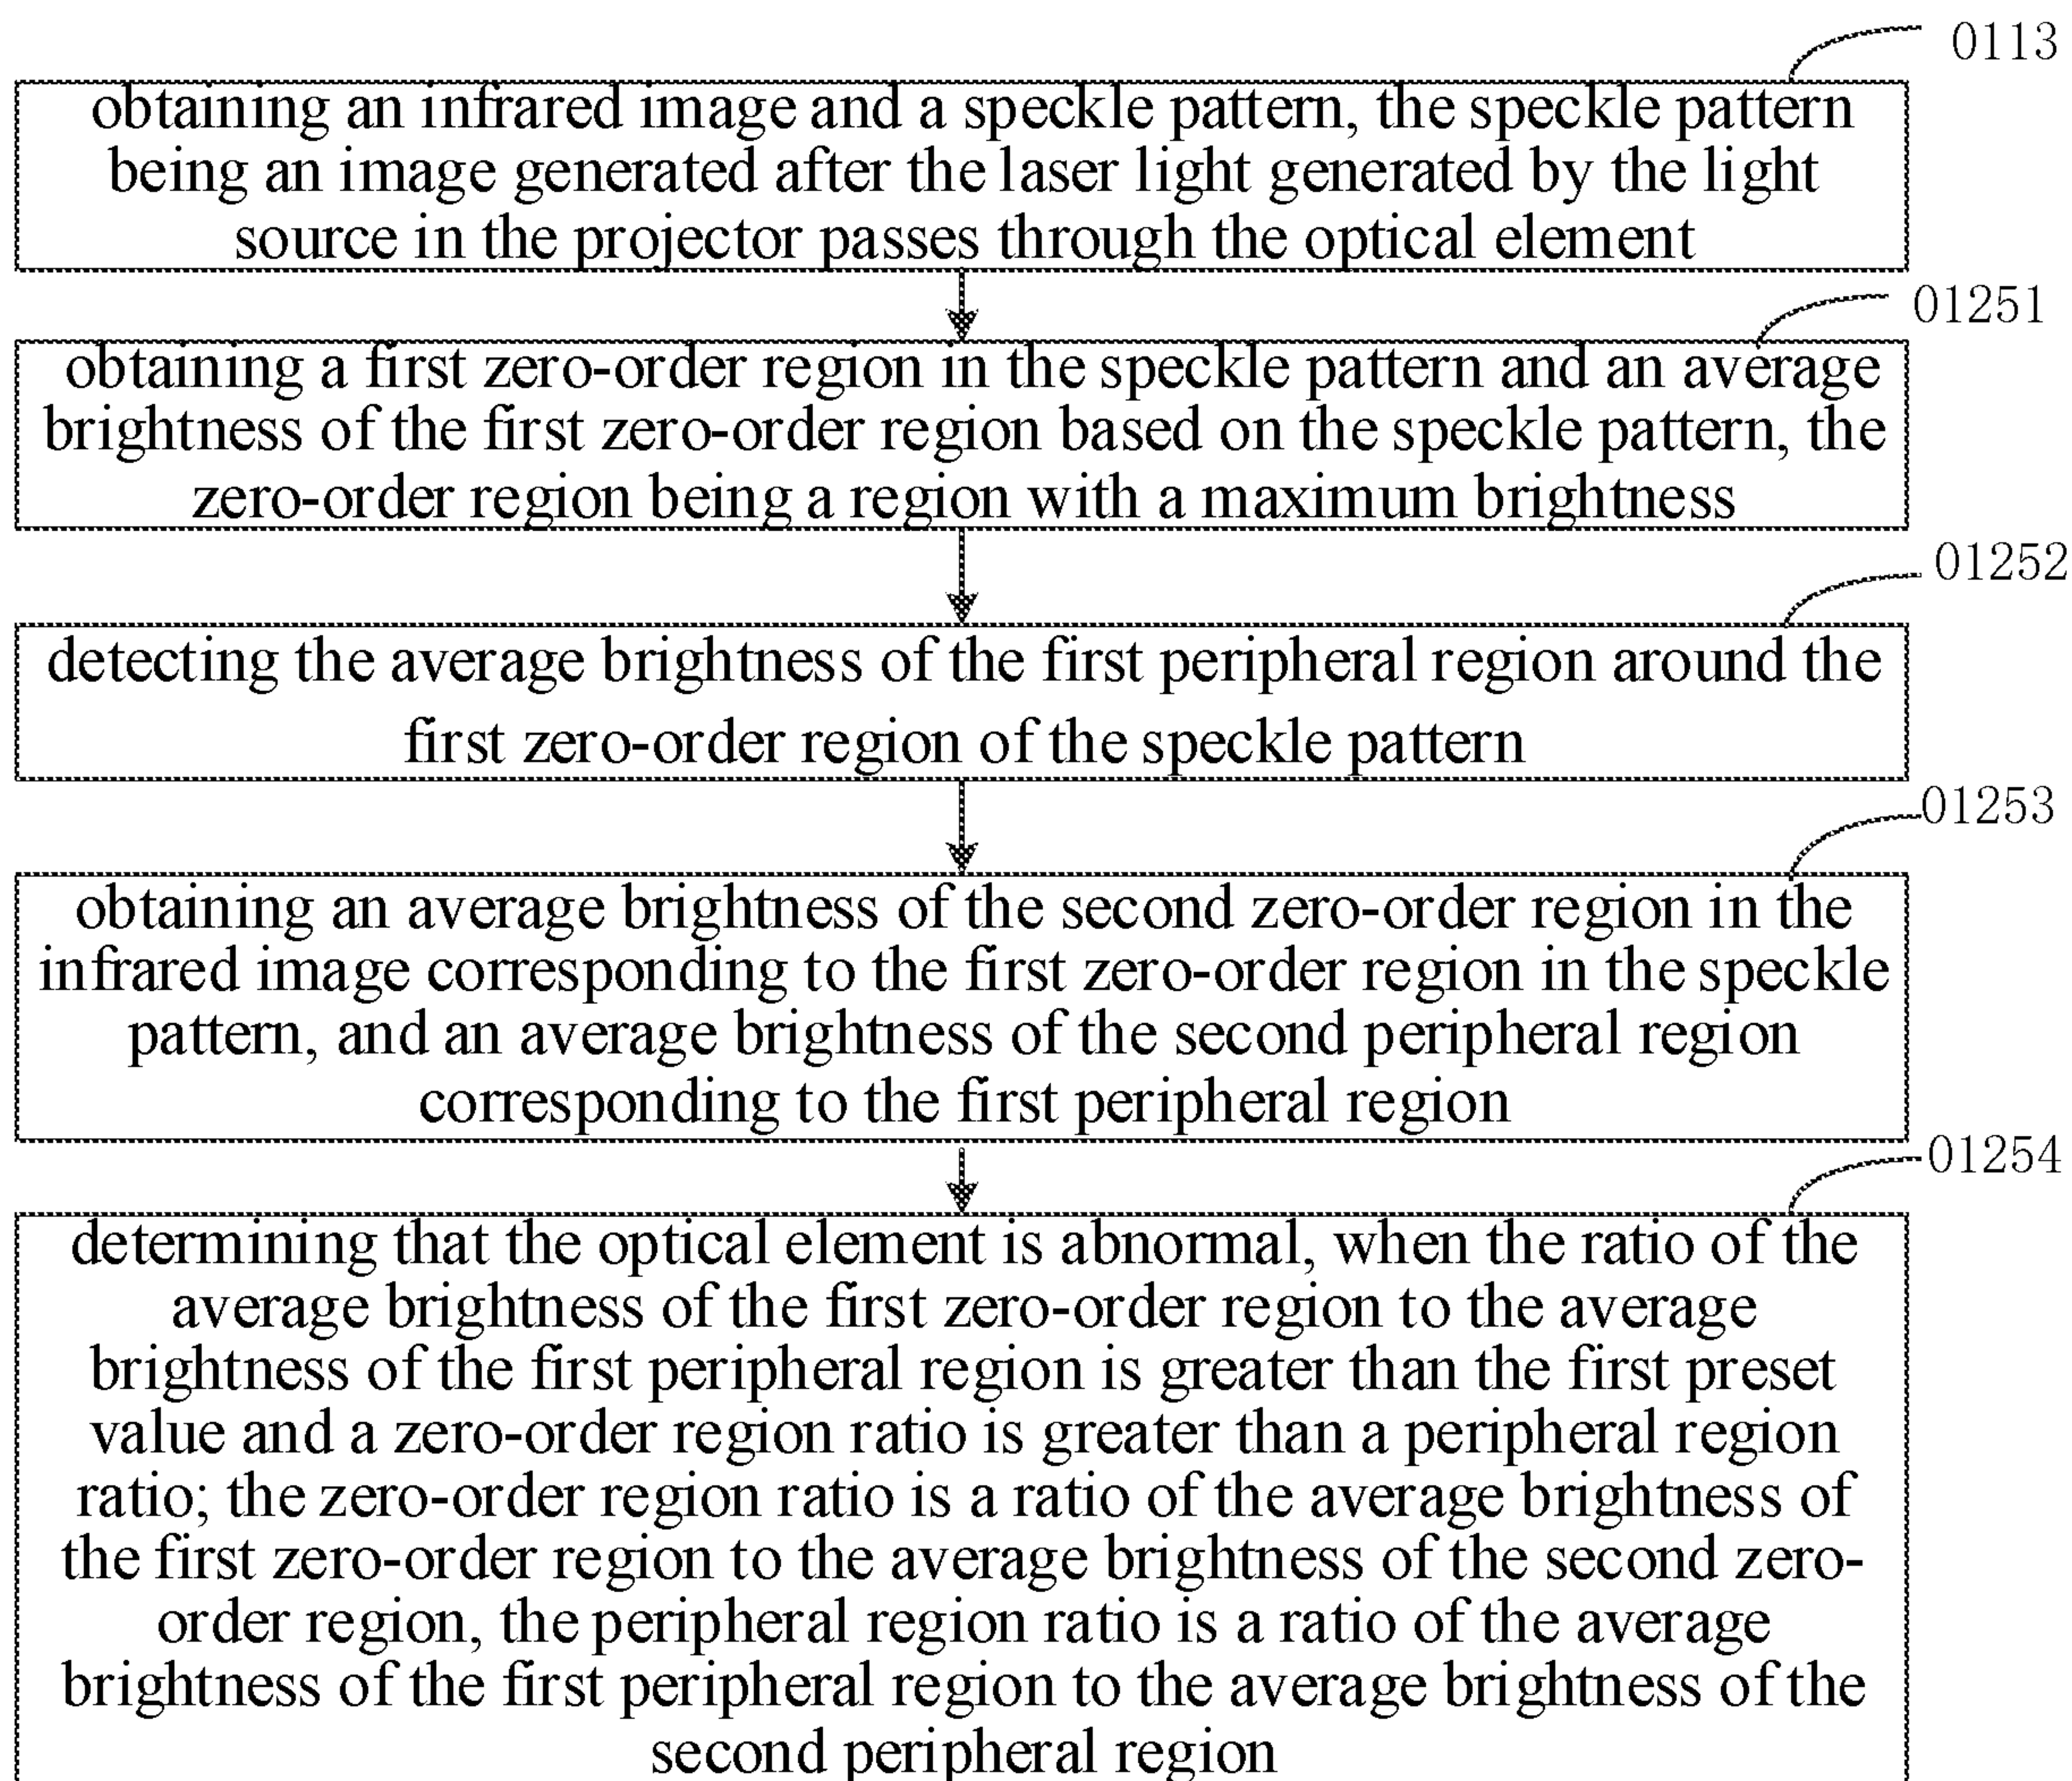 0113
obtaining an infrared image and a speckle pattern, the speckle pattern
being an image generated after the laser light generated by the light
source in the projector passes through the optical element
01251
obtaining a first zero-order region in the speckle pattern and an average
brightness of the first zero-order region based on the speckle pattern, the
zero-order region being a region with a maximum brightness
01252
detecting the average brightness of the first peripheral region around the
first zero-order region of the speckle pattern
01253
obtaining an average brightness of the second zero-order region in the
infrared image corresponding to the first zero-order region in the speckle
pattern, and an average brightness of the second peripheral region
corresponding to the first peripheral region
01254
determining that the optical element is abnormal, when the ratio of the
average brightness of the first zero-order region to the average
brightness of the first peripheral region is greater than the first preset
value and a zero-order region ratio is greater than a peripheral region
ratio; the zero-order region ratio is a ratio of the average brightness of
the first zero-order region to the average brightness of the second zero-
order region, the peripheral region ratio is a ratio of the average
brightness of the first peripheral region to the average brightness of the
second peripheral region